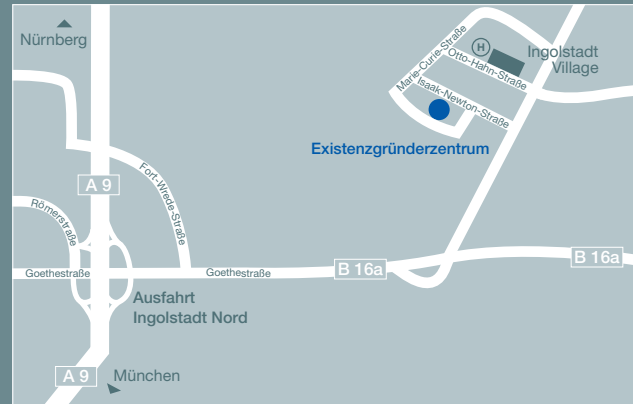 Nürnberg
Marie-Curie-Straße
H
Otto-Hahn-Straße
Ingolstadt
Village
Isaak-Newton-Straße
Existenzgründerzentrum
A 9
Fort-Wrede-Straße
Römerstraße
Goethestraße
Goethestraße
B 16a
B 16a
Ausfahrt
Ingolstadt Nord
A 9
München